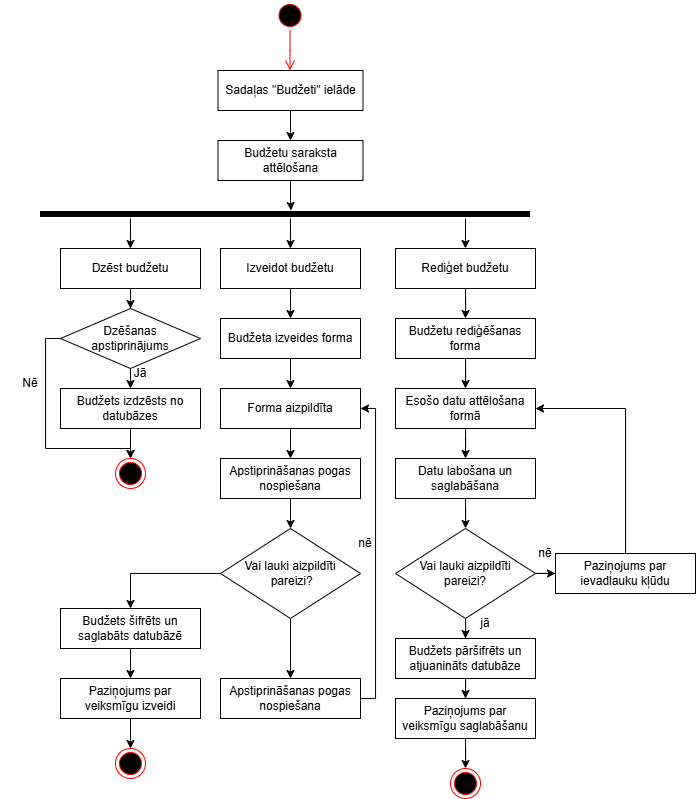 Sadaļas "Budžeti" ielāde
Budžetu saraksta
attēlošana
Dzēst budžetu
Izveidot budžetu
Rediģet budžetu
Dzēšanas
apstiprinājums
Nē
Jā
Budžets izdzēsts no
datubāzes
Budžeta izveides forma
Forma aizpildīta
Apstiprināšanas pogas
nospiešana
Vai lauki aizpildīti
pareizi?
nē
Budžets šifrēts un
saglabāts datubāzē
Paziņojums par
veiksmīgu izveidi
Apstiprināšanas pogas
nospiešana
Budžetu rediģēšanas
forma
Esošo datu attēlošana
formā
Datu labošana un
saglabāšana
Vai lauki aizpildīti
pareizi?
nē
Paziņojums par
ievadlauku kļūdu
jā
Budžets pāršifrēts un
atjuanināts datubāze
Paziņojums par
veiksmīgu saglabāšanu